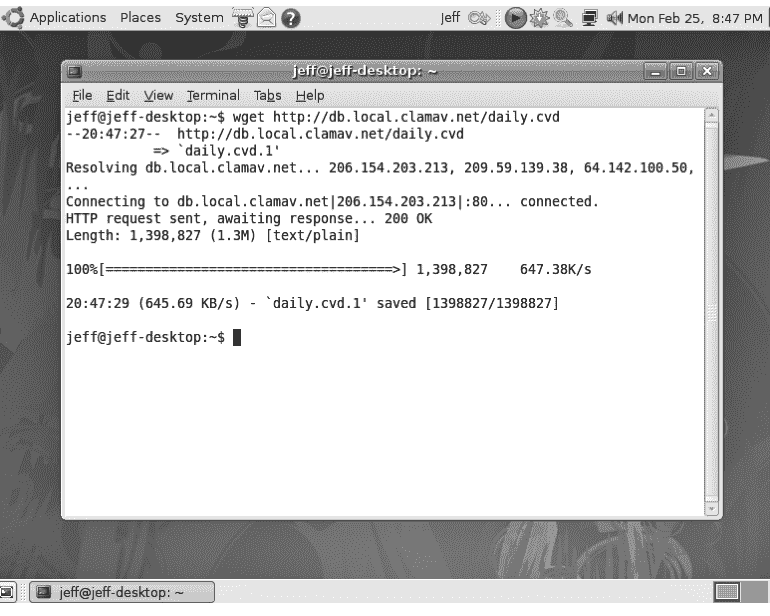 Applications Places System Jeff Mon Feb 25, 8:47 PM
jeff@jeff-desktop: ~
File Edit View Terminal Tabs Help
jeff@jeff-desktop:~$ wget http://db.local.clamav.net/daily.cvd
--20:47:27-- http://db.local.clamav.net/daily.cvd
=> `daily.cvd.1'
Resolving db.local.clamav.net... 206.154.203.213, 209.59.139.38, 64.142.100.50,
...
Connecting to db.local.clamav.net|206.154.203.213|:80... connected.
HTTP request sent, awaiting response... 200 OK
Length: 1,398,827 (1.3M) [text/plain]
100%[====================================>] 1,398,827 647.38K/s
20:47:29 (645.69 KB/s) - `daily.cvd.1' saved [1398827/1398827]
jeff@jeff-desktop:~$
jeff@jeff-desktop: ~